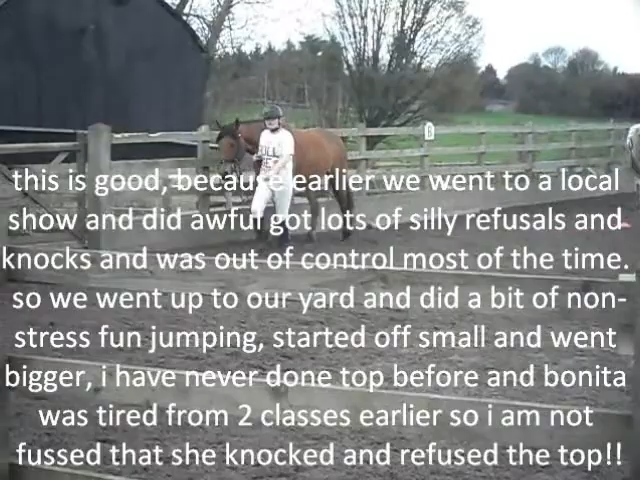 B
this is good, because earlier we went to a local
show and did awful got lots of silly refusals and
knocks and was out of control most of the time.
so we went up to our yard and did a bit of non-
stress fun jumping, started off small and went
bigger, i have never done top before and bonita
was tired from 2 classes earlier so i am not
fussed that she knocked and refused the top!!